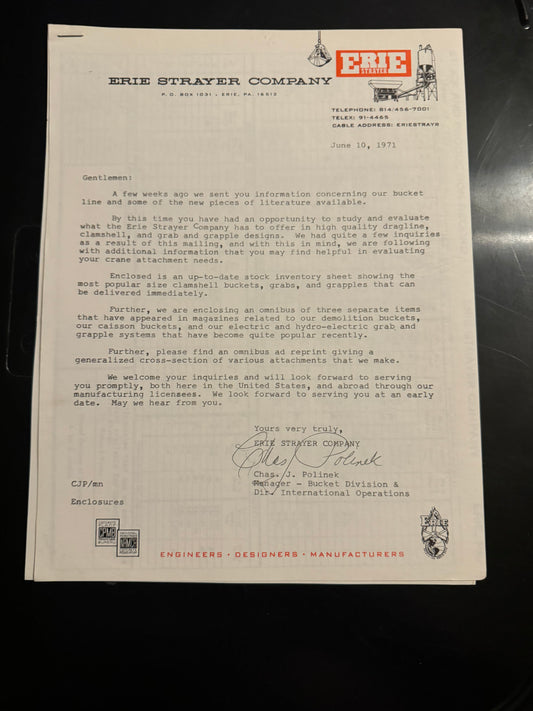 ERIE
STRAYER
ERIE STRAYER COMPANY
P. O. BOX 1031 • ERIE, PA. 16512
TELEPHONE: 814/456-7001
TELEX: 91-4465
CABLE ADDRESS: ERIESTRAYR
June 10, 1971
Gentlemen:
A few weeks ago we sent you information concerning our bucket
line and some of the new pieces of literature available.
By this time you have had an opportunity to study and evaluate
what the Erie Strayer Company has to offer in high quality dragline,
clamshell, and grab and grapple designs. We had quite a few inquiries
as a result of this mailing, and with this in mind, we are following
with additional information that you may find helpful in evaluating
your crane attachment needs.
Enclosed is an up-to-date stock inventory sheet showing the
most popular size clamshell buckets, grabs, and grapples that can
be delivered immediately.
Further, we are enclosing an omnibus of three separate items
that have appeared in magazines related to our demolition buckets,
our caisson buckets, and our electric and hydro-electric grab and
grapple systems that have become quite popular recently.
Further, please find an omnibus ad reprint giving a
generalized cross-section of various attachments that we make.
We welcome your inquiries and will look forward to serving
you promptly, both here in the United States, and abroad through our
manufacturing licensees. We look forward to serving you at an early
date. May we hear from you.
Yours very truly,
ERIE STRAYER COMPANY
Chas J Polinek
Chas. J. Polinek
Manager - Bucket Division &
Dir. International Operations
CJP/mn
Enclosures
CPMB
ERIE
ENGINEERS • DESIGNERS • MANUFACTURERS